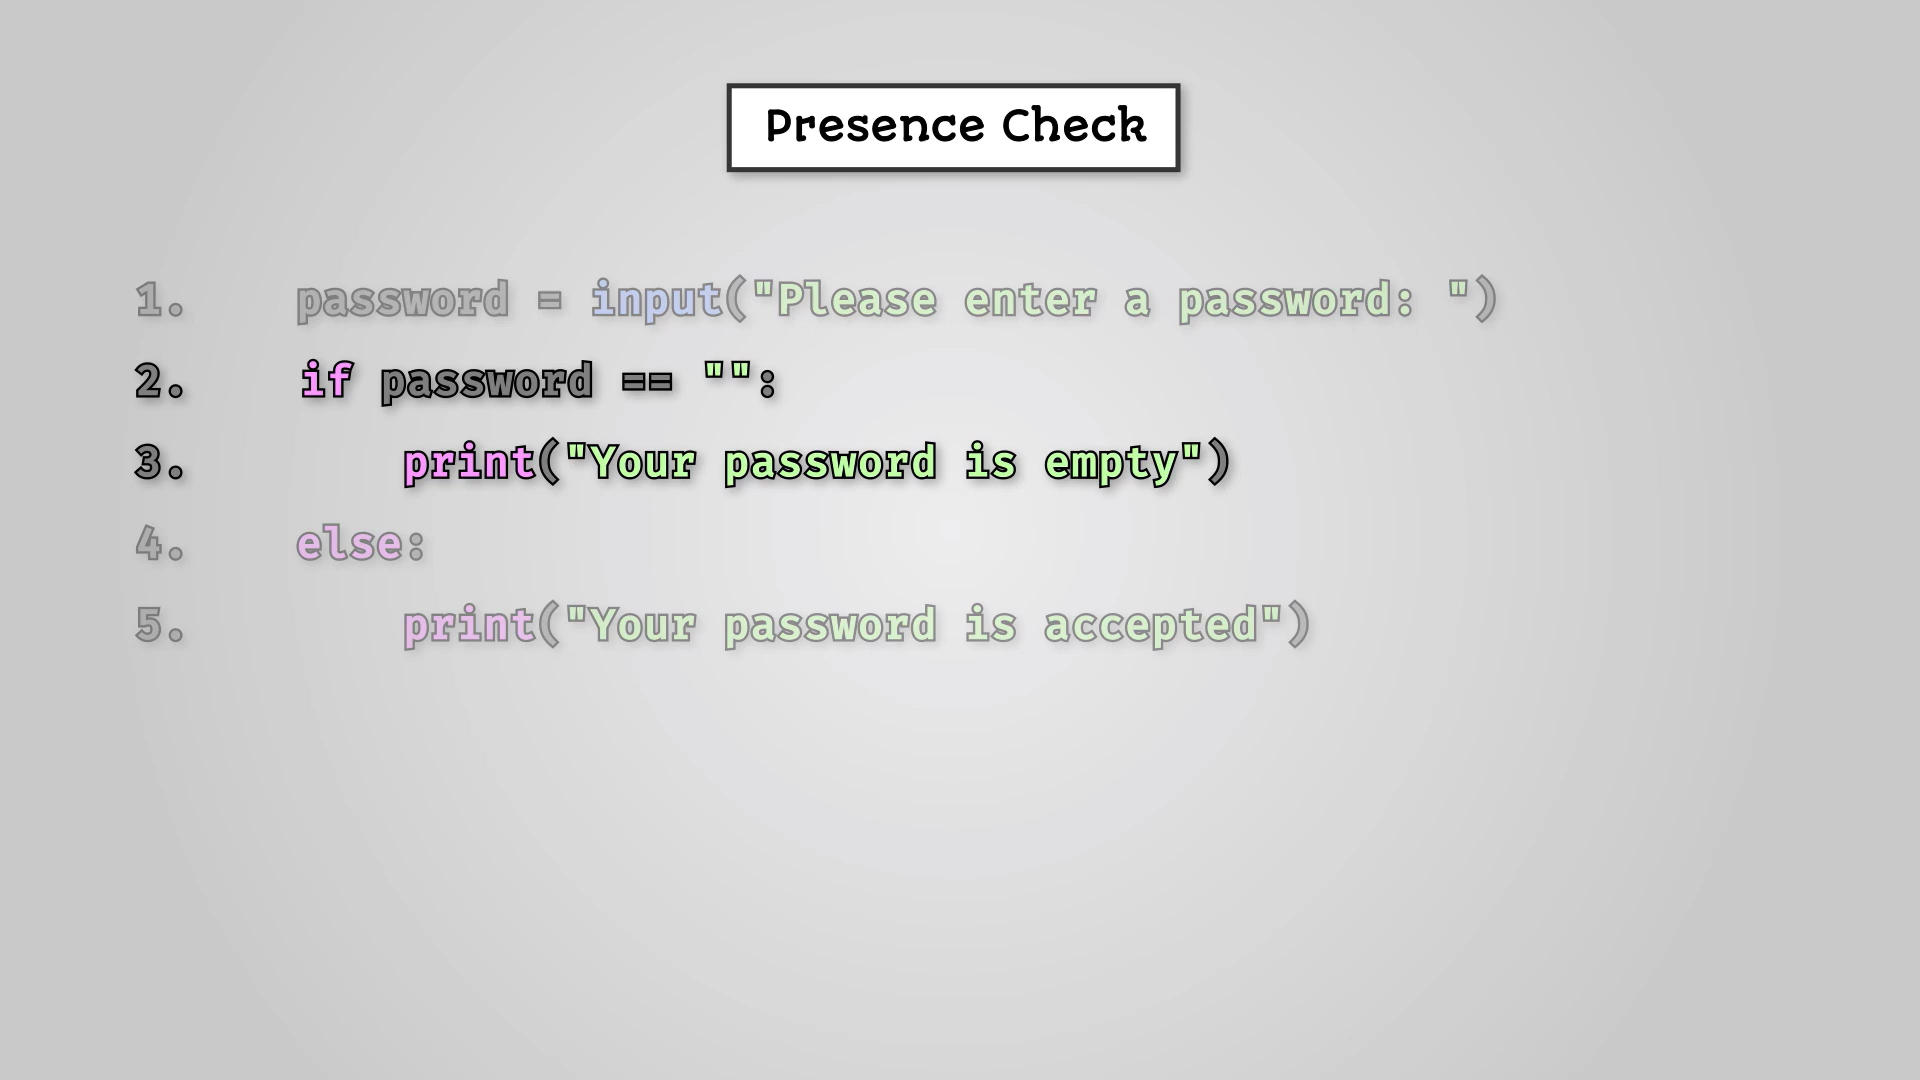 Presence Check
1. password = input("Please enter a password: ")
2. if password == "":
3. print("Your password is empty")
4. else:
5. print("Your password is accepted")